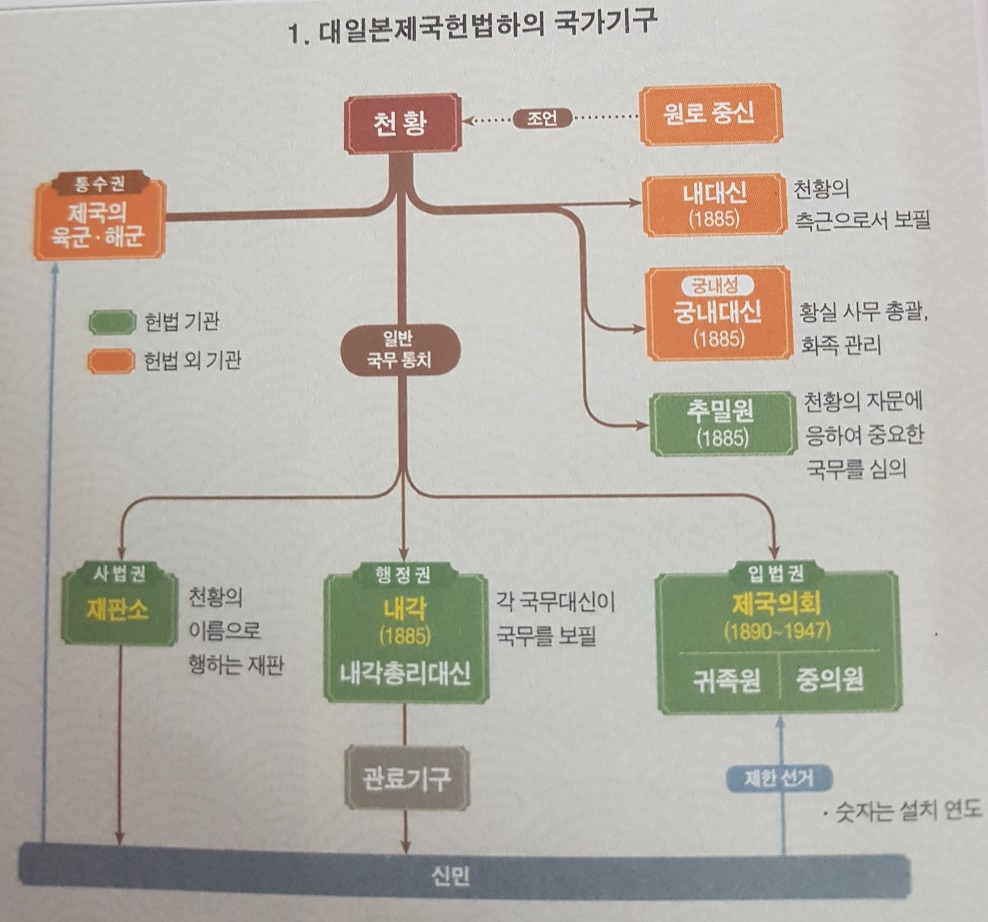 1. 대일본제국헌법하의 국가기구
천황
조언
원로 중신
통수권
제국의
육군·해군
내대신
(1885)
천황의
측근으로서 보필
궁내성
궁내대신
(1885)
황실 사무 총괄,
화족 관리
헌법 기관
헌법 외 기관
일반
국무 통치
추밀원
(1885)
천황의 자문에
응하여 중요한
국무를 심의
사법권
재판소
천황의
이름으로
행하는 재판
행정권
내각
(1885)
내각총리대신
각 국무대신이
국무를 보필
입법권
제국의회
(1890~1947)
귀족원
중의원
관료기구
제한 선거
· 숫자는 설치 연도
신민